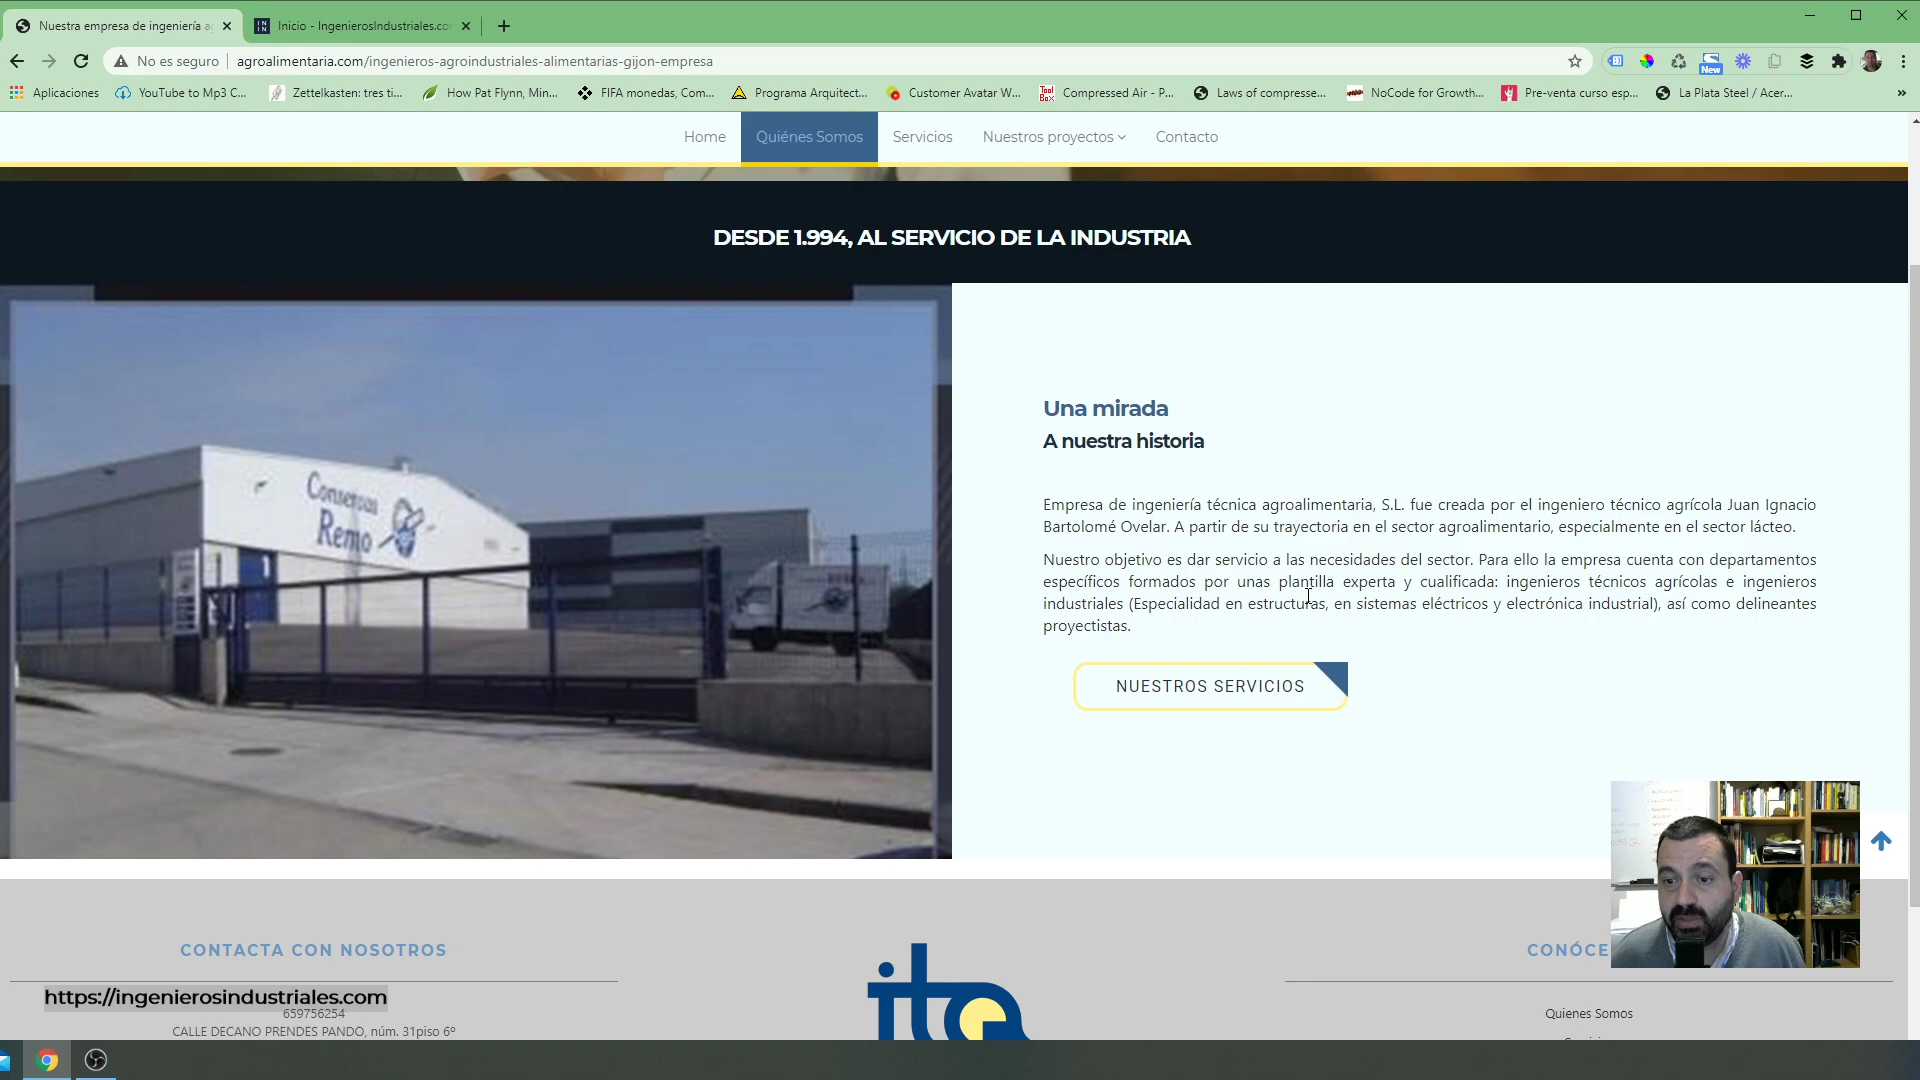 Nuestra empresa de ingeniería a
Inicio - IngenierosIndustriales.co
No es seguro
agroalimentaria.com/ingenieros-agroindustriales-alimentarias-gijon-empresa
New
Aplicaciones
YouTube to Mp3 C...
Zettelkasten: tres ti...
How Pat Flynn, Min...
FIFA monedas, Com...
Programa Arquitect...
Customer Avatar W...
Tool Box
Compressed Air - P...
Laws of compresse...
NoCode for Growth...
Pre-venta curso esp...
La Plata Steel / Acer...
»
Home
Quiénes Somos
Servicios
Nuestros proyectos
Contacto
DESDE 1.994, AL SERVICIO DE LA INDUSTRIA
Conservas
Remo
Una mirada
A nuestra historia
Empresa de ingeniería técnica agroalimentaria, S.L. fue creada por el ingeniero técnico agrícola Juan Ignacio
Bartolomé Ovelar. A partir de su trayectoria en el sector agroalimentario, especialmente en el sector lácteo.
Nuestro objetivo es dar servicio a las necesidades del sector. Para ello la empresa cuenta con departamentos
específicos formados por unas plantilla experta y cualificada: ingenieros técnicos agrícolas e ingenieros
industriales (Especialidad en estructuras, en sistemas eléctricos y electrónica industrial), así como delineantes
proyectistas.
NUESTROS SERVICIOS
CONTACTA CON NOSOTROS
https://ingenierosindustriales.com
659756254
CALLE DECANO PRENDES PANDO, núm. 31piso 6º
ita
CONÓCE
Quienes Somos